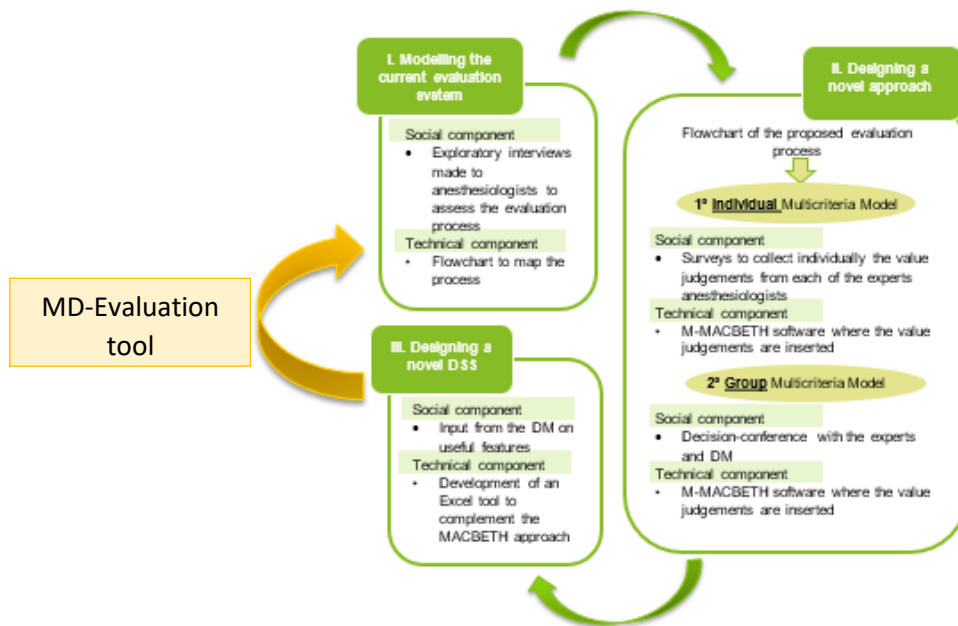 I. Modelling the
current evaluation
system
Social component
• Exploratory interviews
made to
anesthesiologists to
assess the evaluation
process
Technical component
• Flowchart to map the
process
II. Designing a
novel approach
Flowchart of the proposed evaluation
process
1º Individual Multicriteria Model
Social component
• Surveys to collect individually the value
judgements from each of the experts
anesthesiologists
Technical component
• M-MACBETH software where the value
judgements are inserted
2º Group Multicriteria Model
Social component
• Decision-conference with the experts
and DM
Technical component
• M-MACBETH software where the value
judgements are inserted
III. Designing a
novel DSS
Social component
• Input from the DM on
useful features
Technical component
• Development of an
Excel tool to
complement the
MACBETH approach
MD-Evaluation
tool